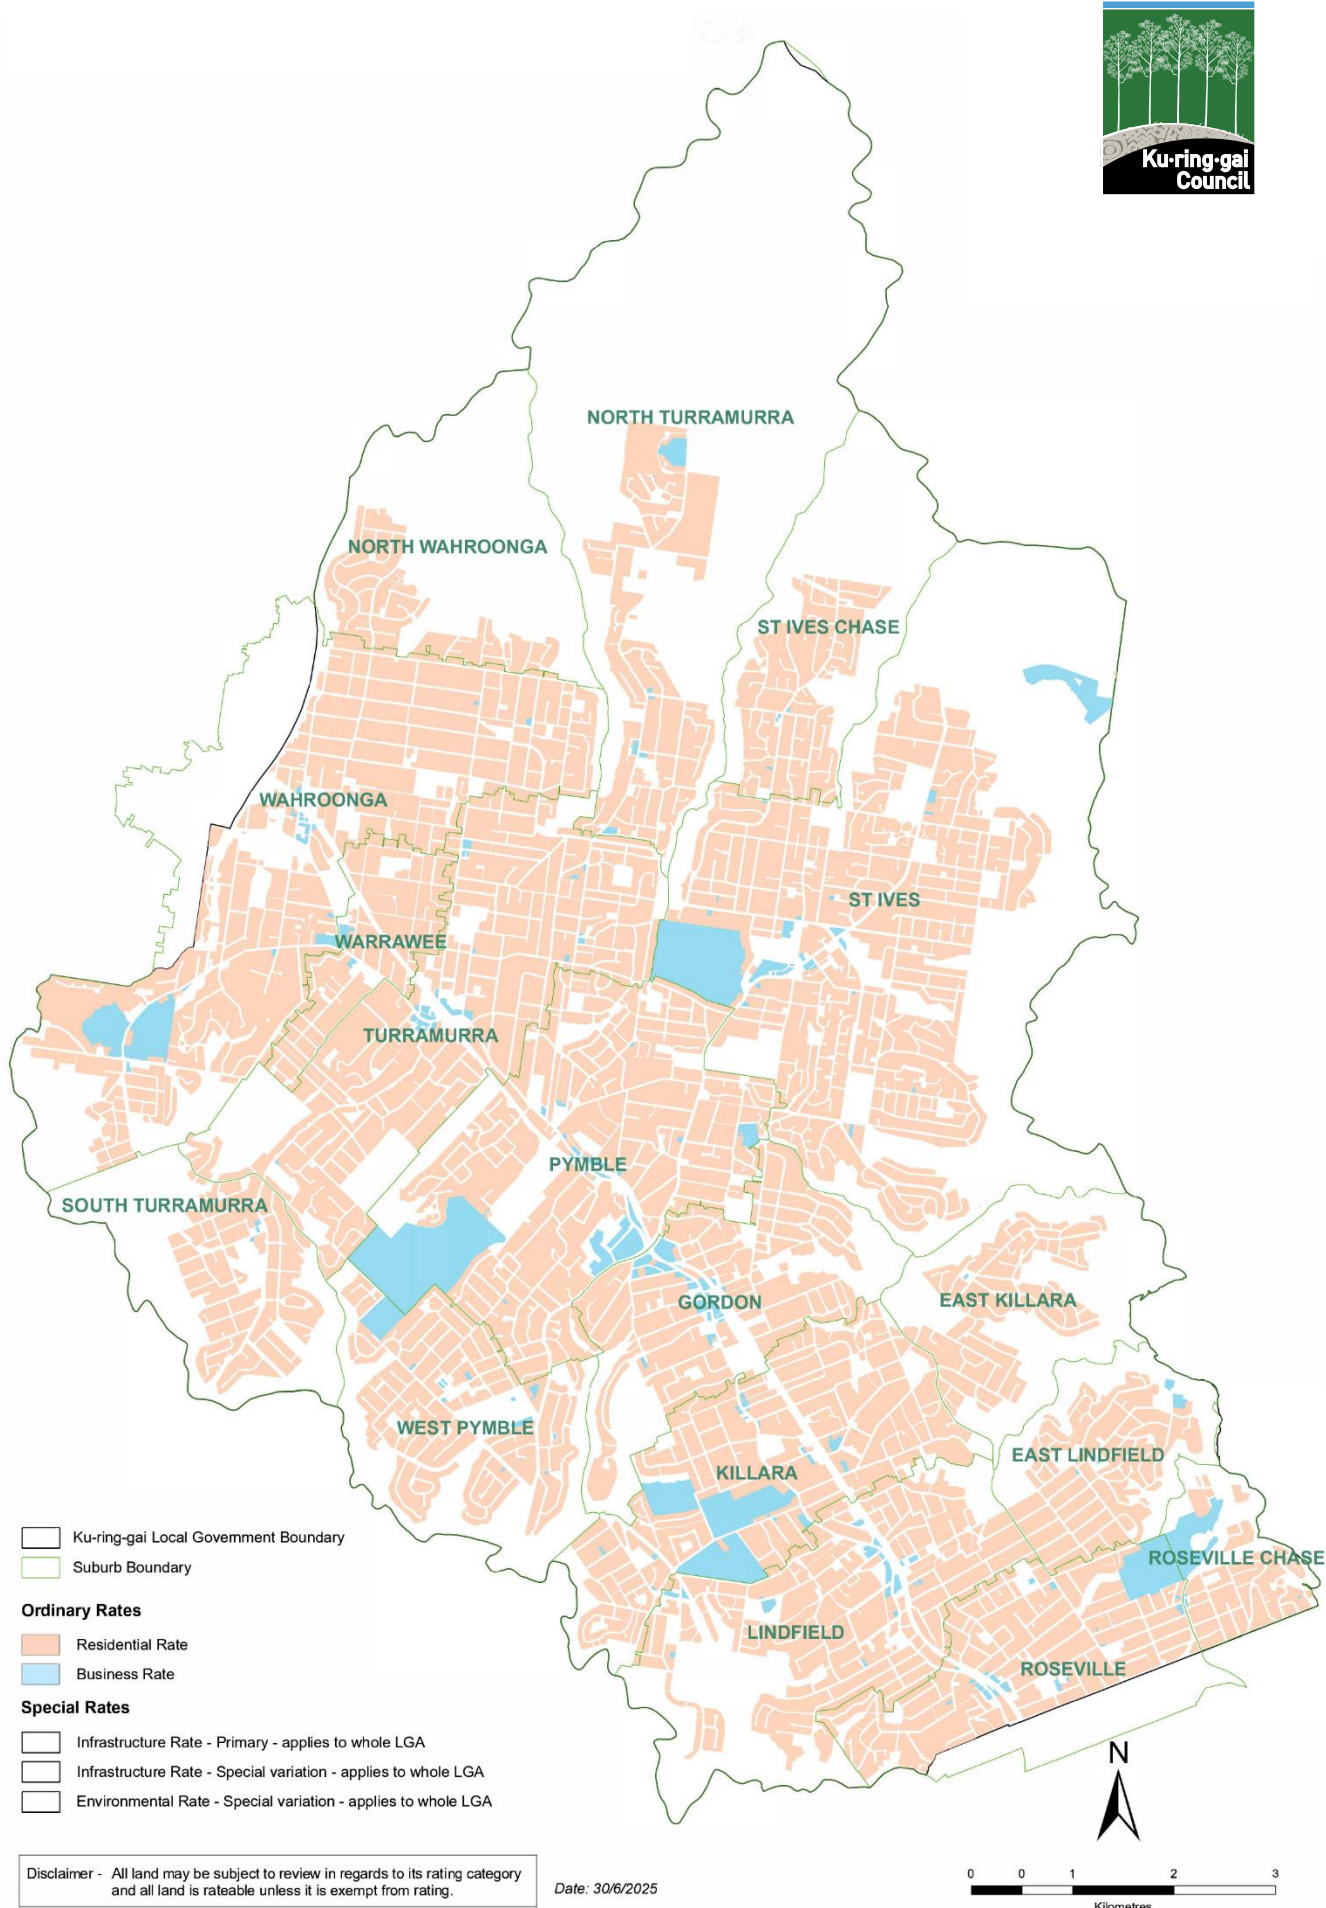 Ku·ring·gai
Council
NORTH TURRAMURRA
NORTH WAHROONGA
ST IVES CHASE
WAHROONGA
ST IVES
WARRAWEE
TURRAMURRA
PYMBLE
SOUTH TURRAMURRA
GORDON
EAST KILLARA
WEST PYMBLE
EAST LINDFIELD
KILLARA
ROSEVILLE CHASE
LINDFIELD
ROSEVILLE
Ku-ring-gai Local Government Boundary
Suburb Boundary
Ordinary Rates
Residential Rate
Business Rate
Special Rates
Infrastructure Rate - Primary - applies to whole LGA
Infrastructure Rate - Special variation - applies to whole LGA
Environmental Rate - Special variation - applies to whole LGA
N
Disclaimer - All land may be subject to review in regards to its rating category
and all land is rateable unless it is exempt from rating.
Date: 30/6/2025
0 0 1 2 3
Kilometres